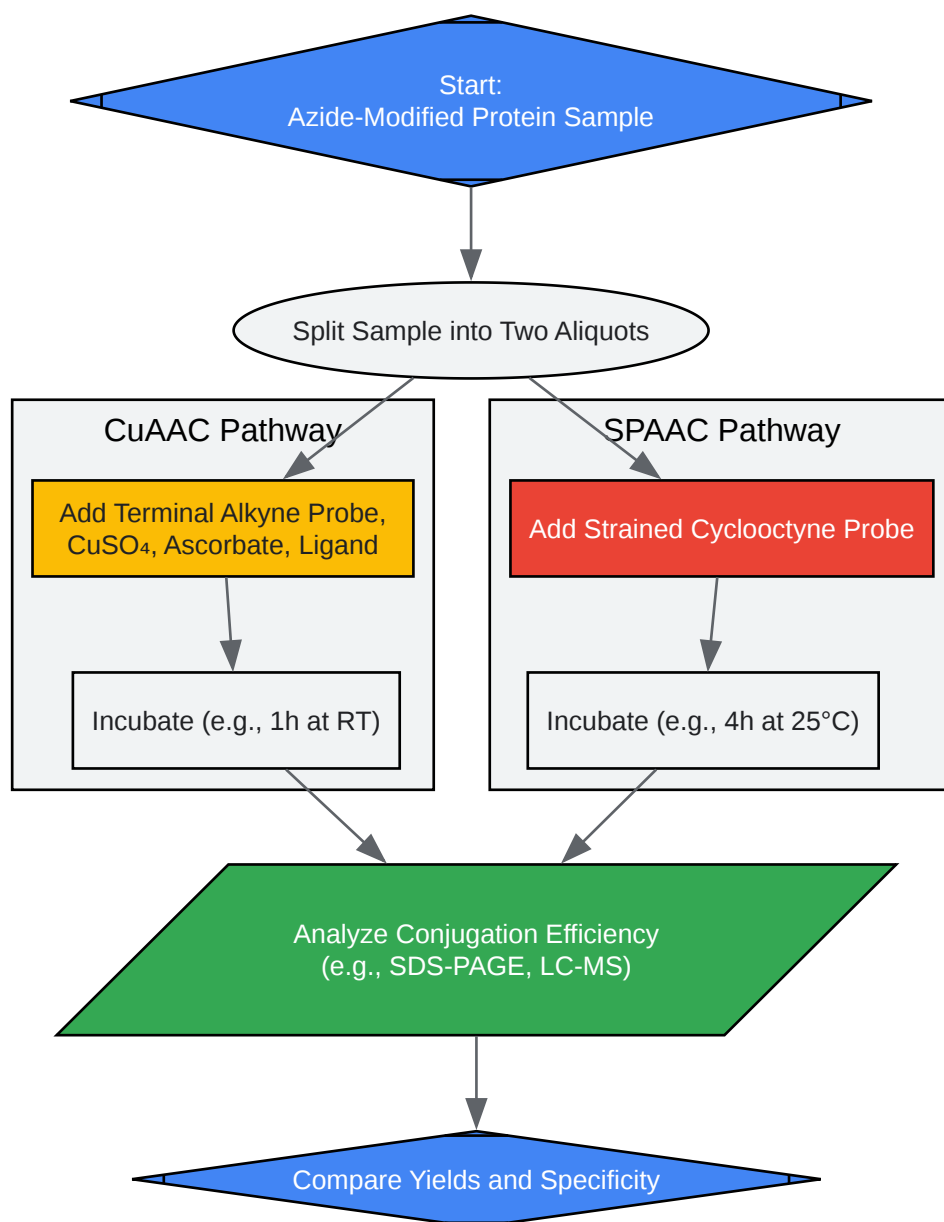 Start:
Azide-Modified Protein Sample
Split Sample into Two Aliquots
CuAAC Pathway
SPAAC Pathway
Add Terminal Alkyne Probe,
CuSO₄, Ascorbate, Ligand
Add Strained Cyclooctyne Probe
Incubate (e.g., 1h at RT)
Incubate (e.g., 4h at 25°C)
Analyze Conjugation Efficiency
(e.g., SDS-PAGE, LC-MS)
Compare Yields and Specificity